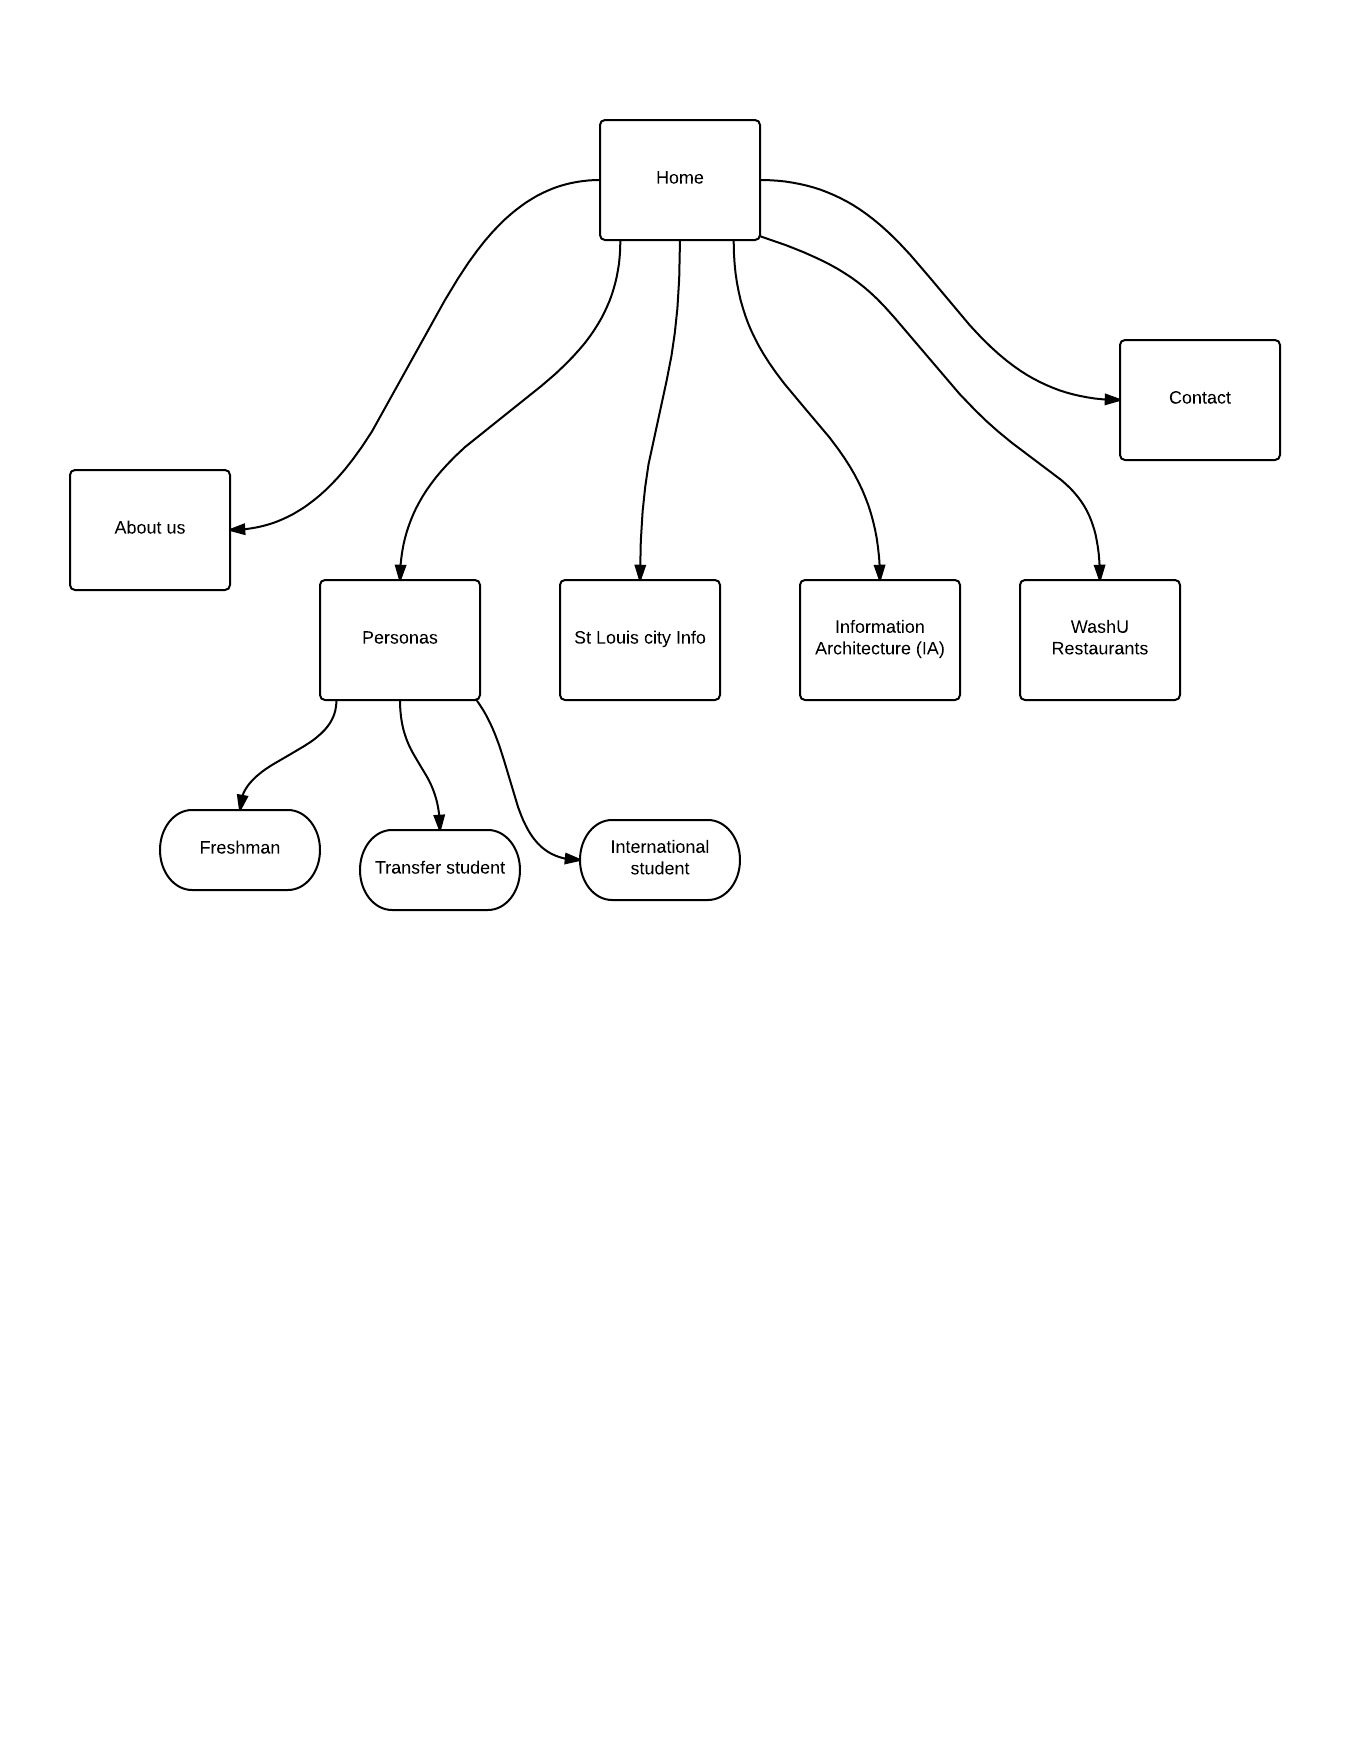 Home
Contact
About us
Personas
St Louis city Info
Information
Architecture (IA)
WashU
Restaurants
Freshman
Transfer student
International
student